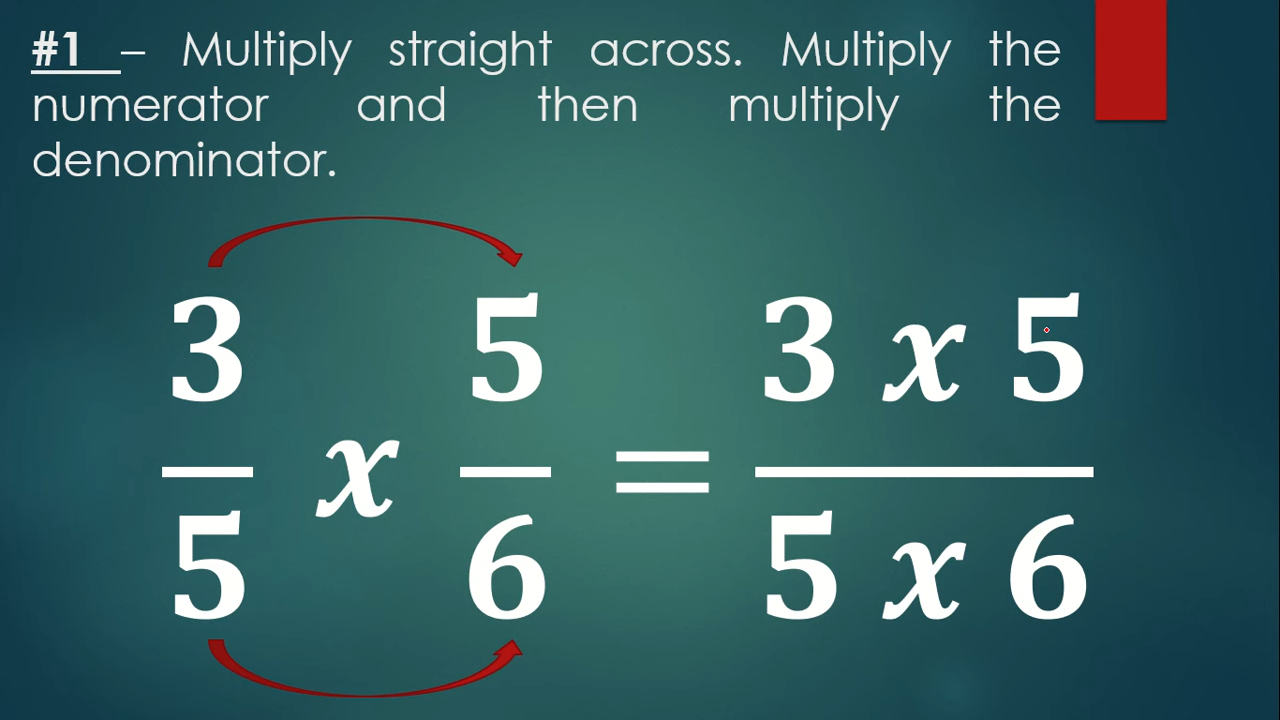 #1 – Multiply straight across. Multiply the
numerator and then multiply the
denominator.
3 5 3 x 5
x =
5 6 5 x 6